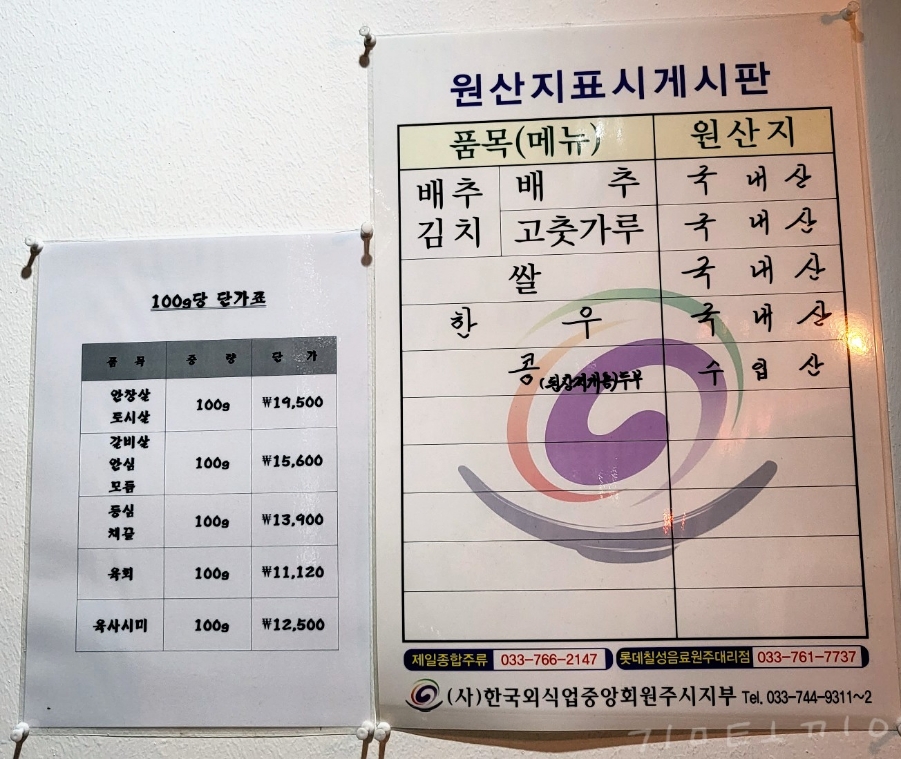 100g당 단가표
품 목 중 량 단 가
안창살
토시살
100g ₩19,500
갈비살
안심
모듬
100g ₩15,600
등심
채끝
100g ₩13,900
육회 100g ₩11,120
육사시미 100g ₩12,500
원산지표시게시판
품목(메뉴) 원산지
배추김치 배추 국내산
고춧가루 국내산
쌀 국내산
한우 국내산
콩(된장찌개용)두부 수입산
제일종합주류 033-766-2147 롯데칠성음료원주대리점 033-761-7737
(사)한국외식업중앙회원주시지부 Tel. 033-744-9311~2